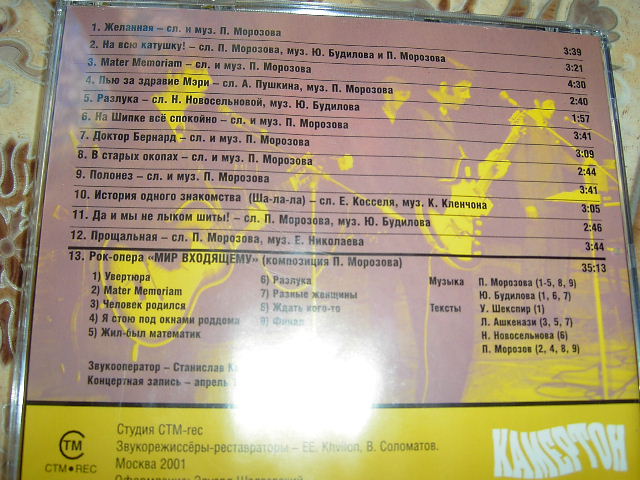 1. Желанная – сл. и муз. П. Морозова 3:39
2. На всю катушку! – сл. П. Морозова, муз. Ю. Будилова и П. Морозова 3:21
3. Mater Memoriam – сл. и муз. П. Морозова 4:30
4. Пью за здравие Мэри – сл. А. Пушкина, муз. П. Морозова 2:40
5. Разлука – сл. Н. Новосельновой, муз. Ю. Будилова 1:57
6. На Шипке всё спокойно – сл. и муз. П. Морозова 3:41
7. Доктор Бернард – сл. и муз. П. Морозова 3:09
8. В старых окопах – сл. и муз. П. Морозова 2:44
9. Полонез – сл. и муз. П. Морозова 3:41
10. История одного знакомства (Ша-ла-ла) – сл. Е. Косселя, муз. К. Кленчона 3:05
11. Да и мы не лыком шиты! – сл. П. Морозова, муз. Ю. Будилова 2:46
12. Прощальная – сл. П. Морозова, муз. Е. Николаева 3:44
13. Рок-опера «МИР ВХОДЯЩЕМУ» (композиция П. Морозова) 35:13
1) Увертюра
2) Mater Memoriam
3) Человек родился
4) Я стою под окнами роддома
5) Жил-был математик
6) Разлука
7) Разные женщины
8) Ждать кого-то
9) Финал
Музыка П. Морозова (1-5, 8, 9)
Ю. Будилова (1, 6, 7)
Тексты У. Шекспир (1)
Л. Ашкенази (3, 5, 7)
Н. Новосельнова (6)
П. Морозов (2, 4, 8, 9)
Звукооператор – Станислав
Концертная запись – апрель
СТМ
CTM•REC
Студия CTM-rec
Звукорежиссёры-реставраторы – ЕЕ. Khvilon, В. Соломатов.
Москва 2001
Оформление: Эдуард
КАМЕРТОН